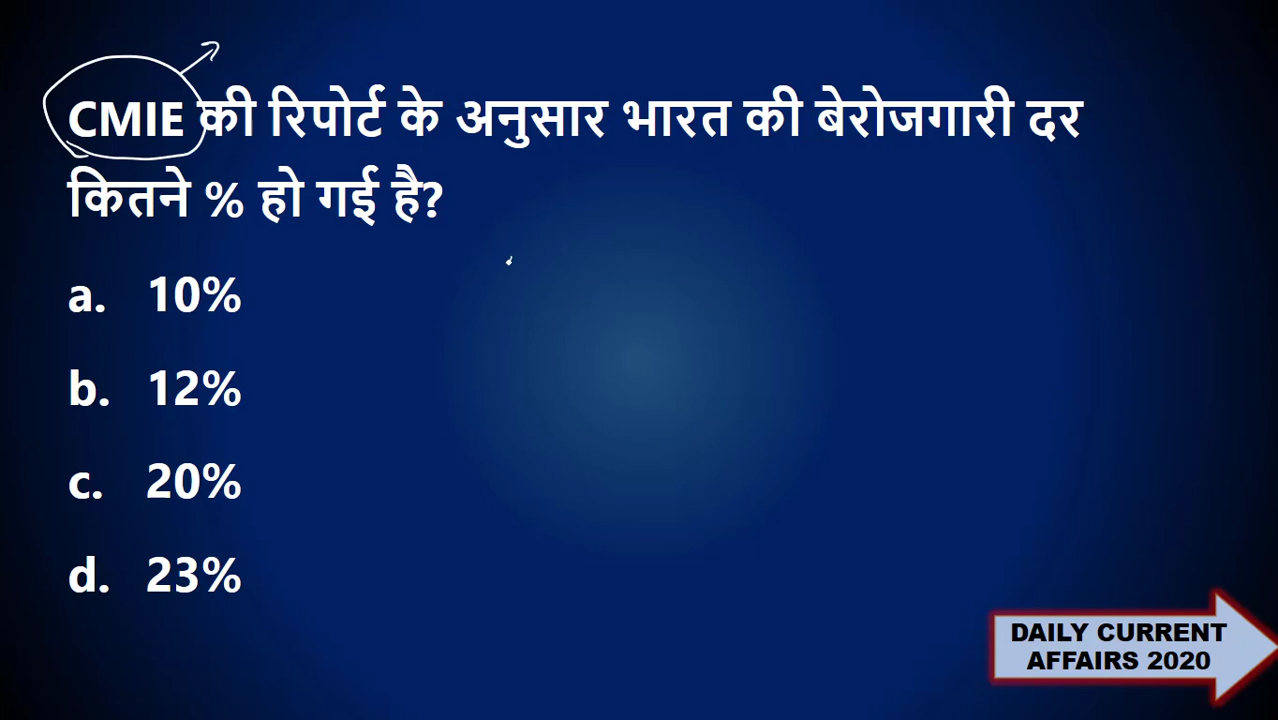 CMIE की रिपोर्ट के अनुसार भारत की बेरोजगारी दर
कितने % हो गई है?
a. 10%
b. 12%
c. 20%
d. 23%
DAILY CURRENT
AFFAIRS 2020